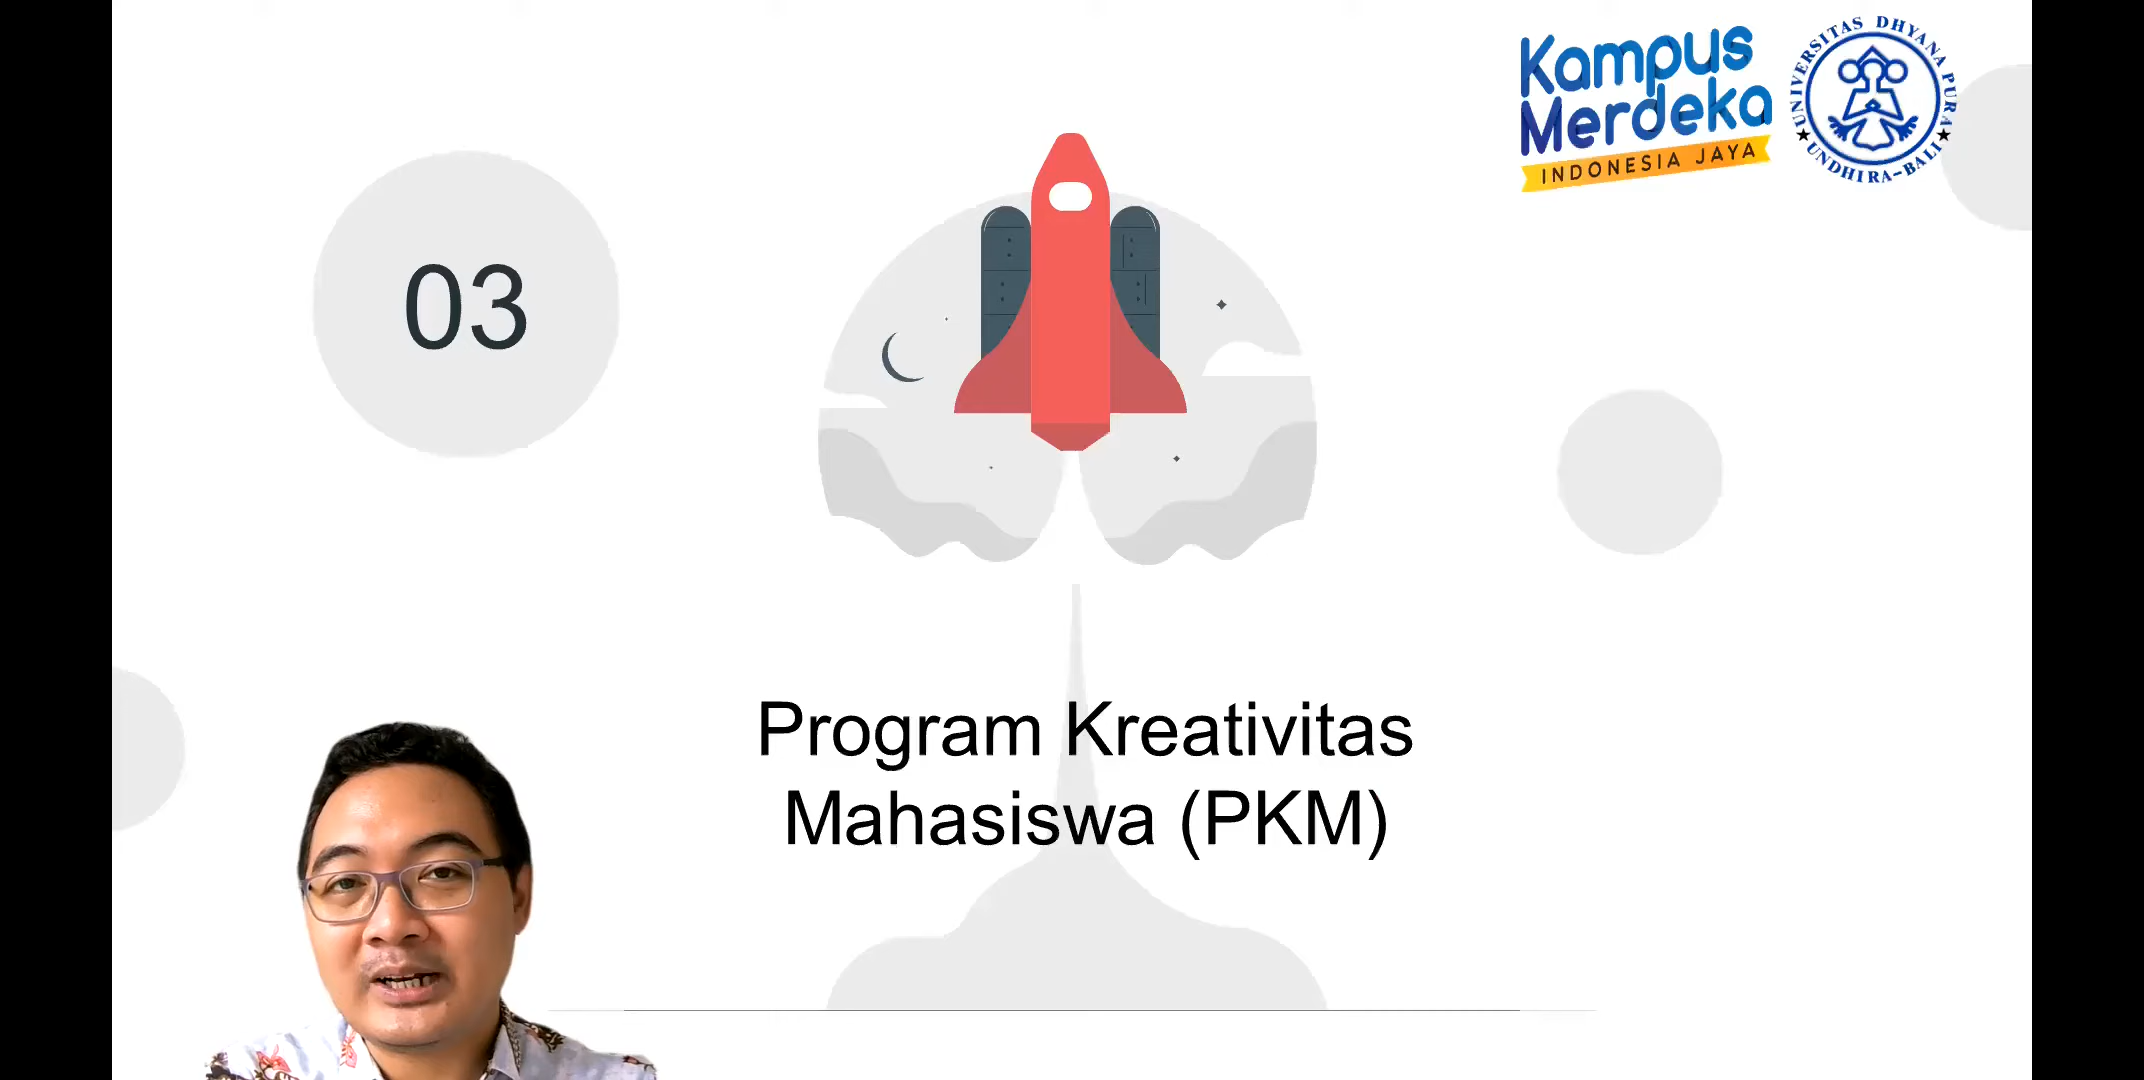 Kampus
Merdeka
INDONESIA JAYA
UNIVERSITAS DHYANA PURA
★ UNDHIRA-BALI ★
03
Program Kreativitas
Mahasiswa (PKM)